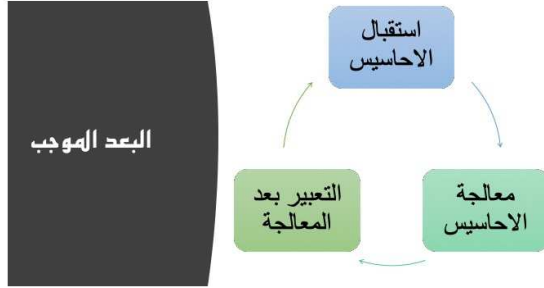 البعد الموجب
استقبال
الاحاسيس
معالجة
الاحاسيس
التعبير بعد
المعالجة